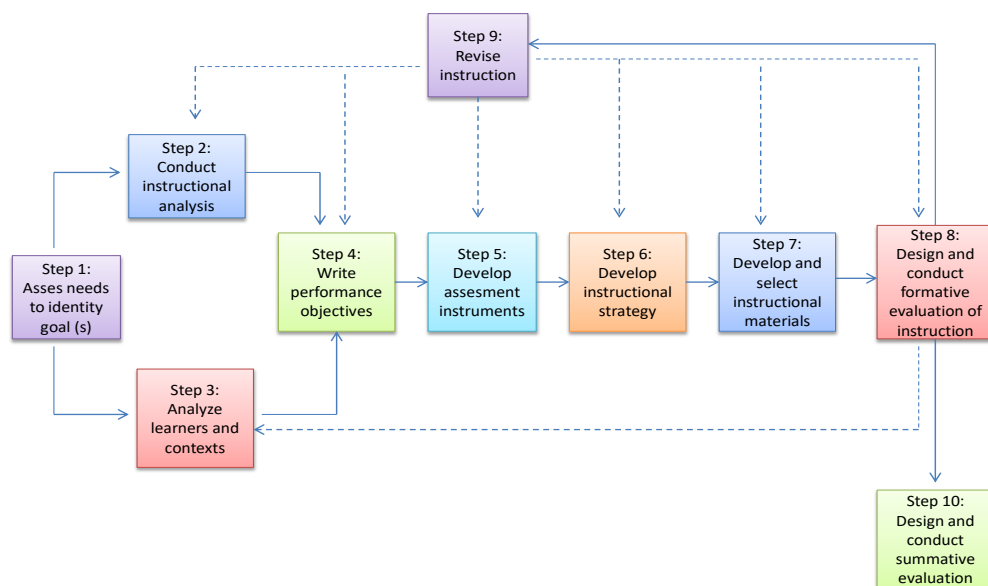 Step 9:
Revise
instruction
Step 2:
Conduct
instructional
analysis
Step 1:
Asses needs
to identity
goal (s)
Step 3:
Analyze
learners and
contexts
Step 4:
Write
performance
objectives
Step 5:
Develop
assesment
instruments
Step 6:
Develop
instructional
strategy
Step 7:
Develop and
select
instructional
materials
Step 8:
Design and
conduct
formative
evaluation of
instruction
Step 10:
Design and
conduct
summative
evaluation